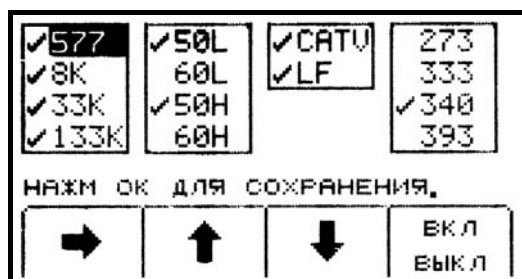 ✓577 ✓50L ✓CATV 273
✓8K 60L ✓LF 333
✓33K ✓50H ✓340
✓133K 60H 393
НАЖМ ОК ДЛЯ СОХРАНЕНИЯ.
ВКЛ
ВЫКЛ